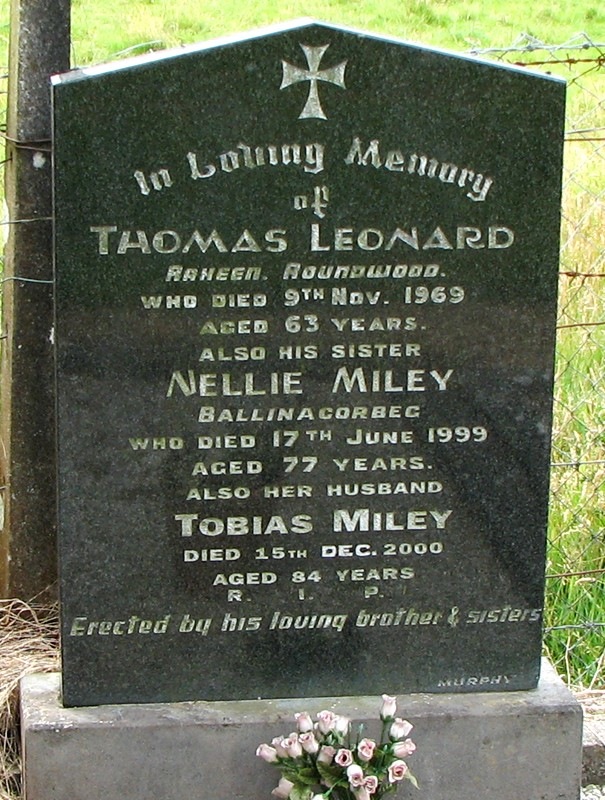 In Loving Memory
of
THOMAS LEONARD
RAHEEN. ROUNDWOOD.
WHO DIED 9TH NOV. 1969
AGED 63 YEARS.
ALSO HIS SISTER
NELLIE MILEY
BALLINACORBEG
WHO DIED 17TH JUNE 1999
AGED 77 YEARS.
ALSO HER HUSBAND
TOBIAS MILEY
DIED 15TH DEC. 2000
AGED 84 YEARS
R. I. P.
Erected by his loving brother & sisters
MURPHY